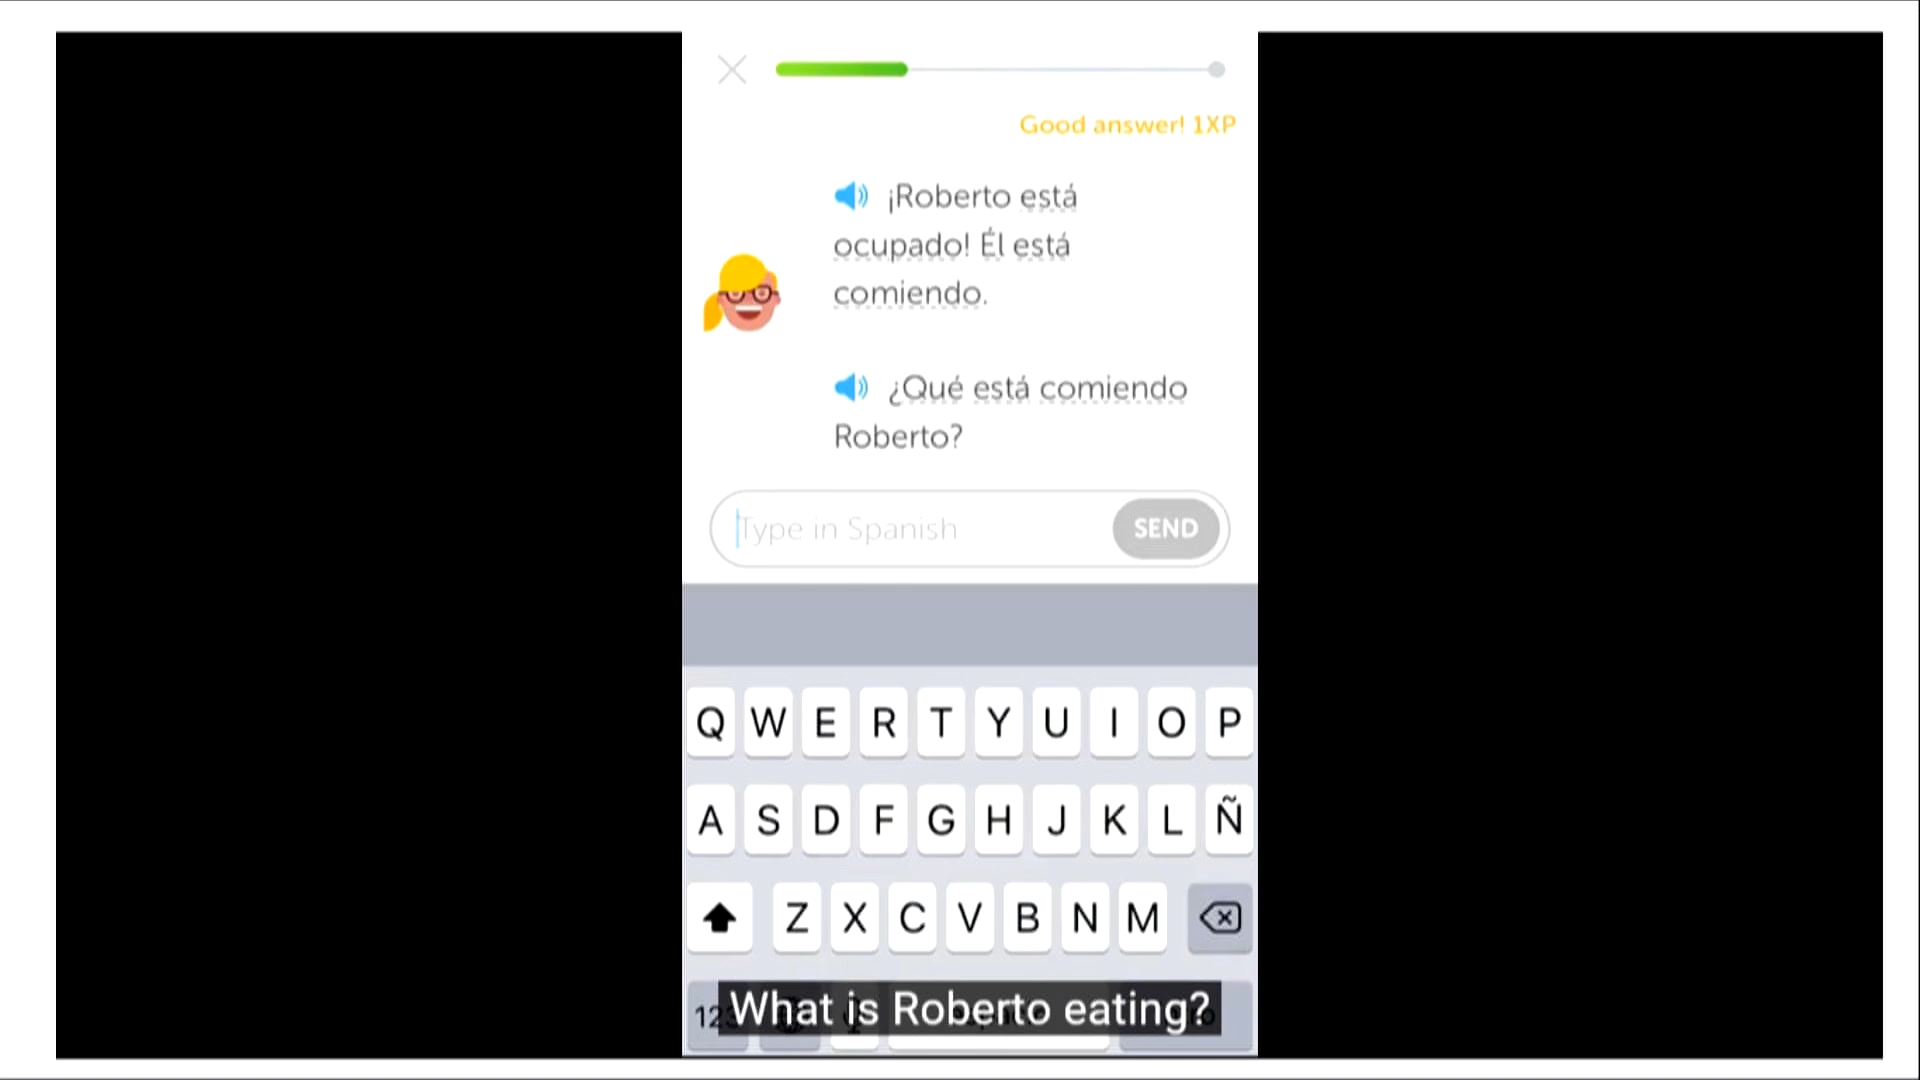 Good answer! 1XP
¡Roberto está
ocupado! Él está
comiendo.
¿Qué está comiendo
Roberto?
Type in Spanish
SEND
Q W E R T Y U I O P
A S D F G H J K L Ñ
Z X C V B N M
What is Roberto eating?